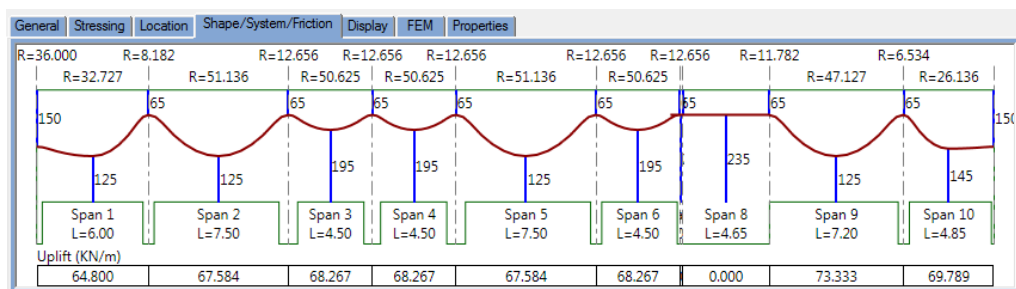 General Stressing Location Shape/System/Friction Display FEM Properties
R=36.000 R=8.182 R=12.656 R=12.656 R=12.656 R=12.656 R=12.656 R=11.782 R=6.534
R=32.727 R=51.136 R=50.625 R=50.625 R=51.136 R=50.625 R=47.127 R=26.136
150 65 65 65 65 65 65 65 65 150
125 125 195 195 125 195 235 125 145
Span 1 Span 2 Span 3 Span 4 Span 5 Span 6 Span 8 Span 9 Span 10
L=6.00 L=7.50 L=4.50 L=4.50 L=7.50 L=4.50 L=4.65 L=7.20 L=4.85
Uplift (KN/m)
64.800 67.584 68.267 68.267 67.584 68.267 0.000 73.333 69.789